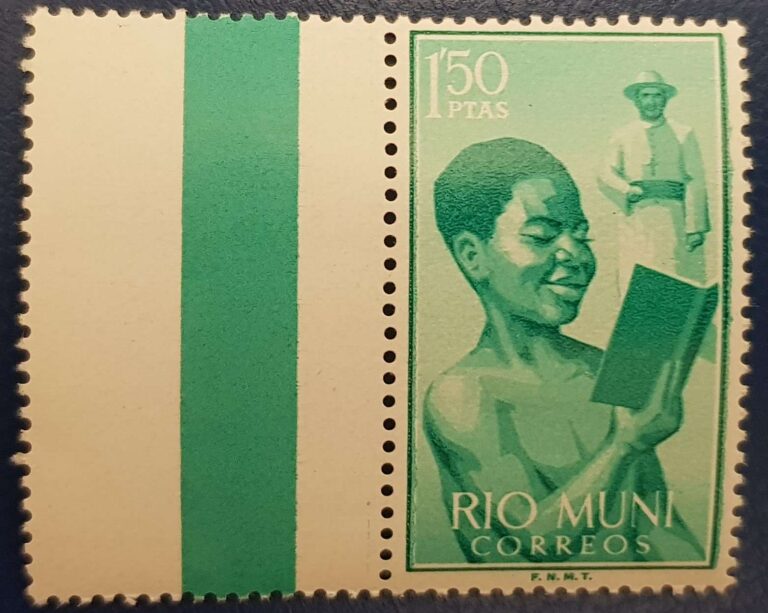 1'50
PTAS
RIO MUNI
CORREOS
F. N. M. T.